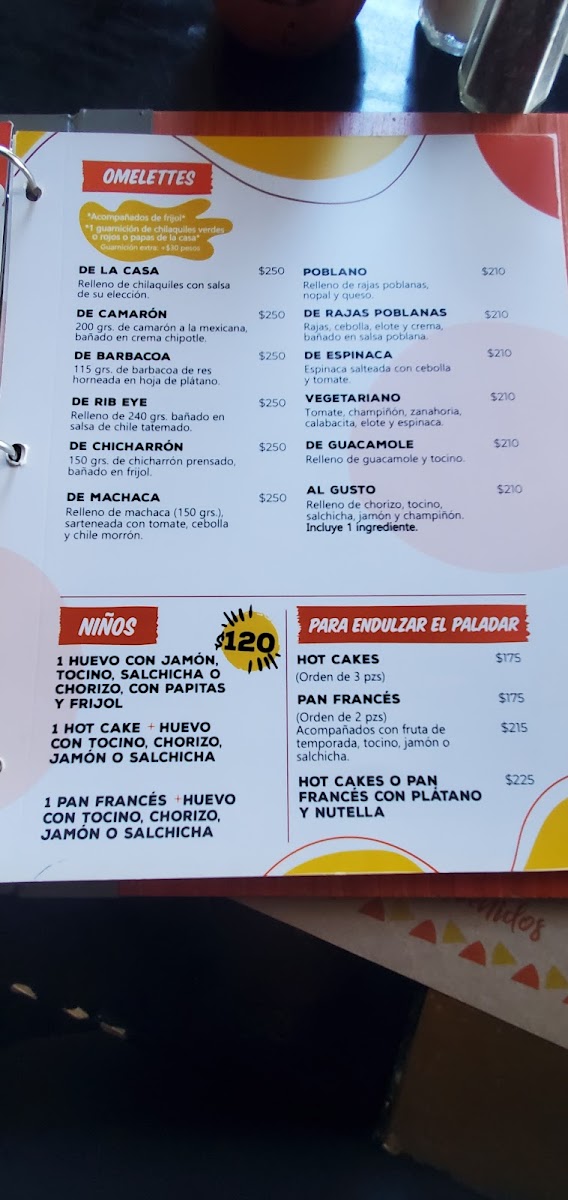 OMELETTES
*Acompañados de frijol*
*1 guarnición de chilaquiles verdes
o rojos o papas de la casa*
Guarnición extra: +$30 pesos
DE LA CASA $250
Relleno de chilaquiles con salsa
de su elección.
DE CAMARÓN $250
200 grs. de camarón a la mexicana,
bañado en crema chipotle.
DE BARBACOA $250
115 grs. de barbacoa de res
horneada en hoja de plátano.
DE RIB EYE $250
Relleno de 240 grs. bañado en
salsa de chile tatemado.
DE CHICHARRÓN $250
150 grs. de chicharrón prensado,
bañado en frijol.
DE MACHACA $250
Relleno de machaca (150 grs.),
sarteneada con tomate, cebolla
y chile morrón.
POBLANO $210
Relleno de rajas poblanas,
nopal y queso.
DE RAJAS POBLANAS $210
Rajas, cebolla, elote y crema,
bañado en salsa poblana.
DE ESPINACA $210
Espinaca salteada con cebolla
y tomate.
VEGETARIANO $210
Tomate, champiñón, zanahoria,
calabacita, elote y espinaca.
DE GUACAMOLE $210
Relleno de guacamole y tocino.
AL GUSTO $210
Relleno de chorizo, tocino,
salchicha, jamón y champiñón.
Incluye 1 ingrediente.
NIÑOS
$120
1 HUEVO CON JAMÓN,
TOCINO, SALCHICHA O
CHORIZO, CON PAPITAS
Y FRIJOL
1 HOT CAKE + HUEVO
CON TOCINO, CHORIZO,
JAMÓN O SALCHICHA
1 PAN FRANCÉS +HUEVO
CON TOCINO, CHORIZO,
JAMÓN O SALCHICHA
PARA ENDULZAR EL PALADAR
HOT CAKES $175
(Orden de 3 pzs)
PAN FRANCÉS $175
(Orden de 2 pzs)
Acompañados con fruta de $215
temporada, tocino, jamón o
salchicha.
HOT CAKES O PAN $225
FRANCÉS CON PLÁTANO
Y NUTELLA